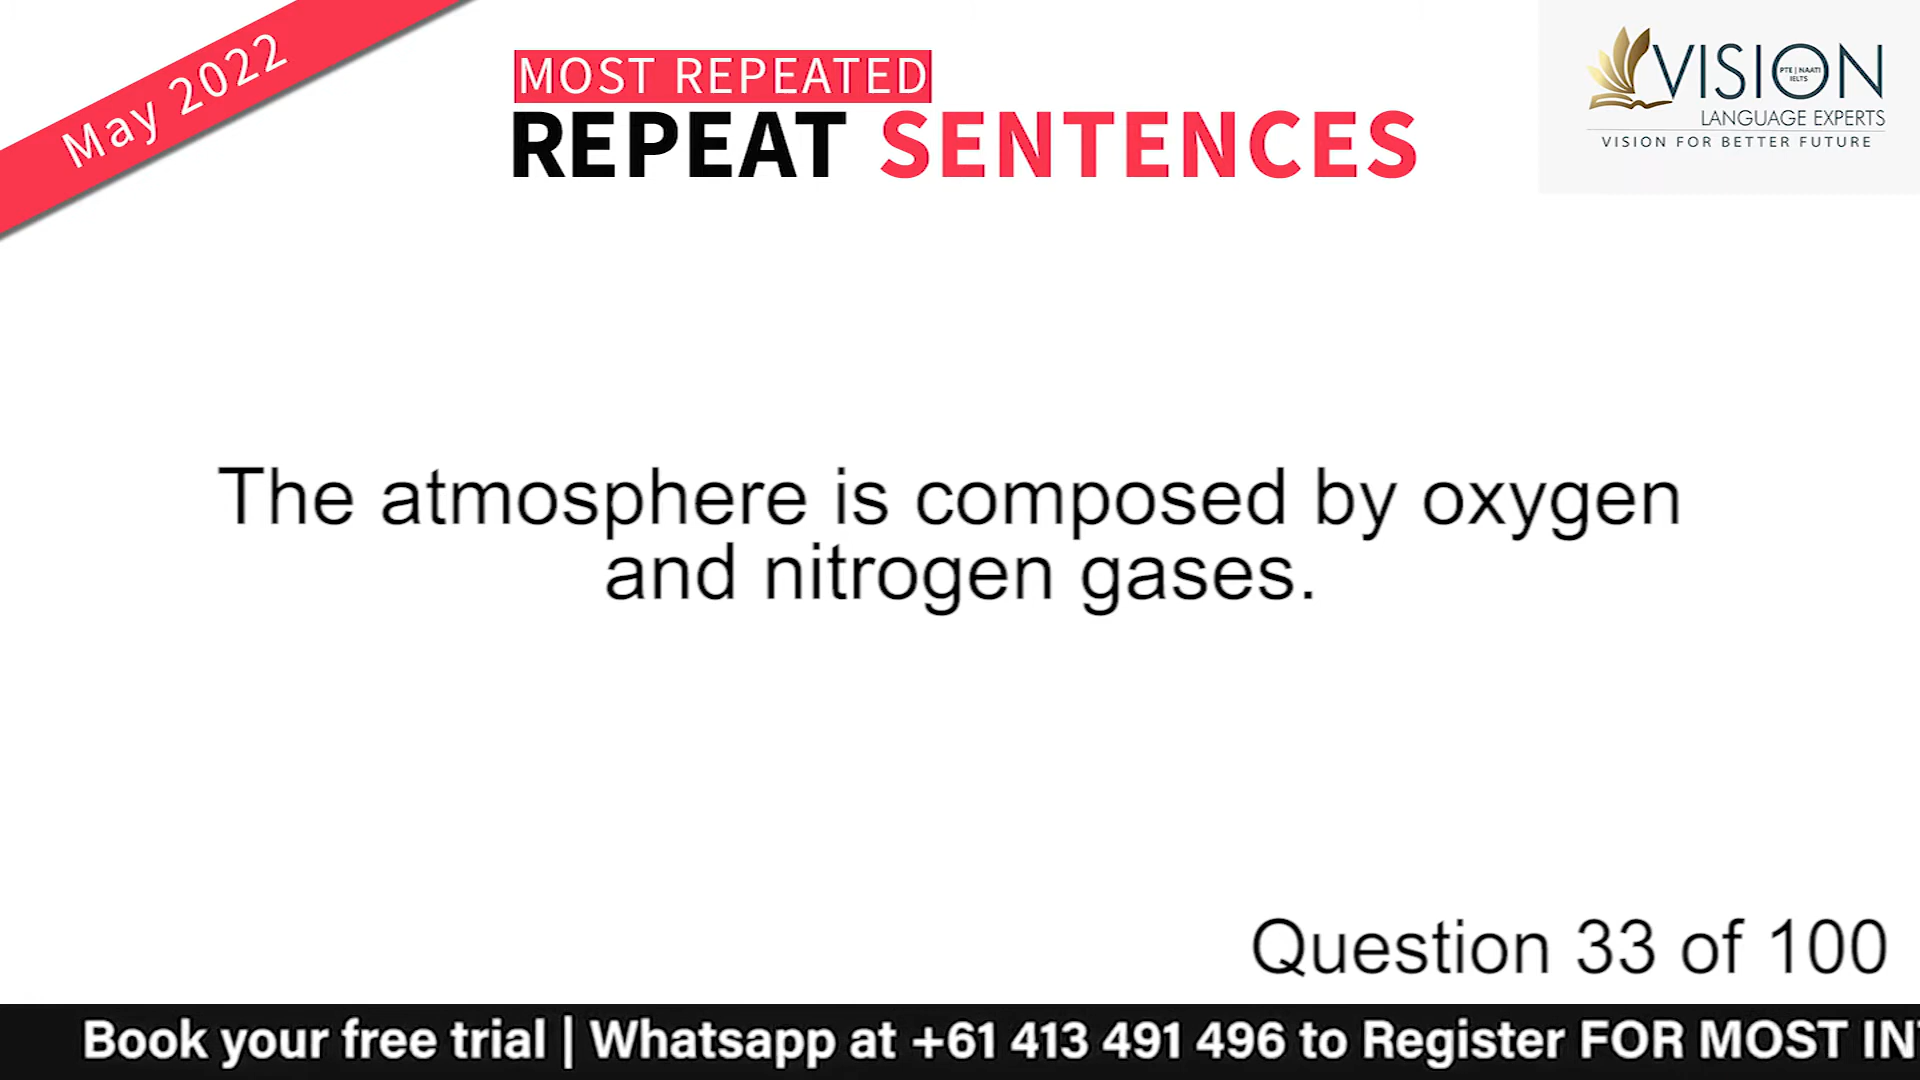 May 2022
MOST REPEATED
REPEAT SENTENCES
VISION
PTE | NAATI
IELTS
LANGUAGE EXPERTS
VISION FOR BETTER FUTURE
The atmosphere is composed by oxygen
and nitrogen gases.
Question 33 of 100
Book your free trial | Whatsapp at +61 413 491 496 to Register FOR MOST IN